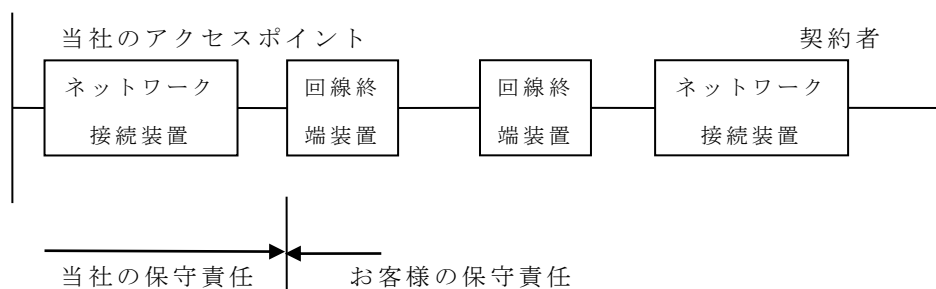 当社のアクセスポイント
契約者
ネットワーク
接続装置
回線終
端装置
回線終
端装置
ネットワーク
接続装置
当社の保守責任
お客様の保守責任